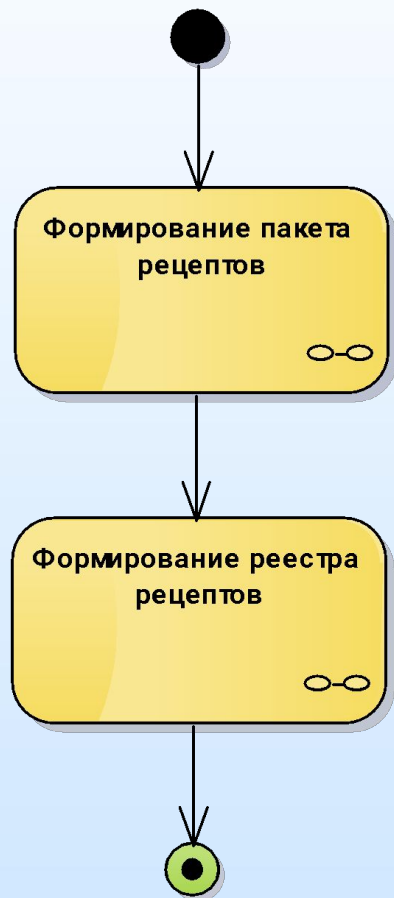 Формирование пакета
рецептов
Формирование реестра
рецептов